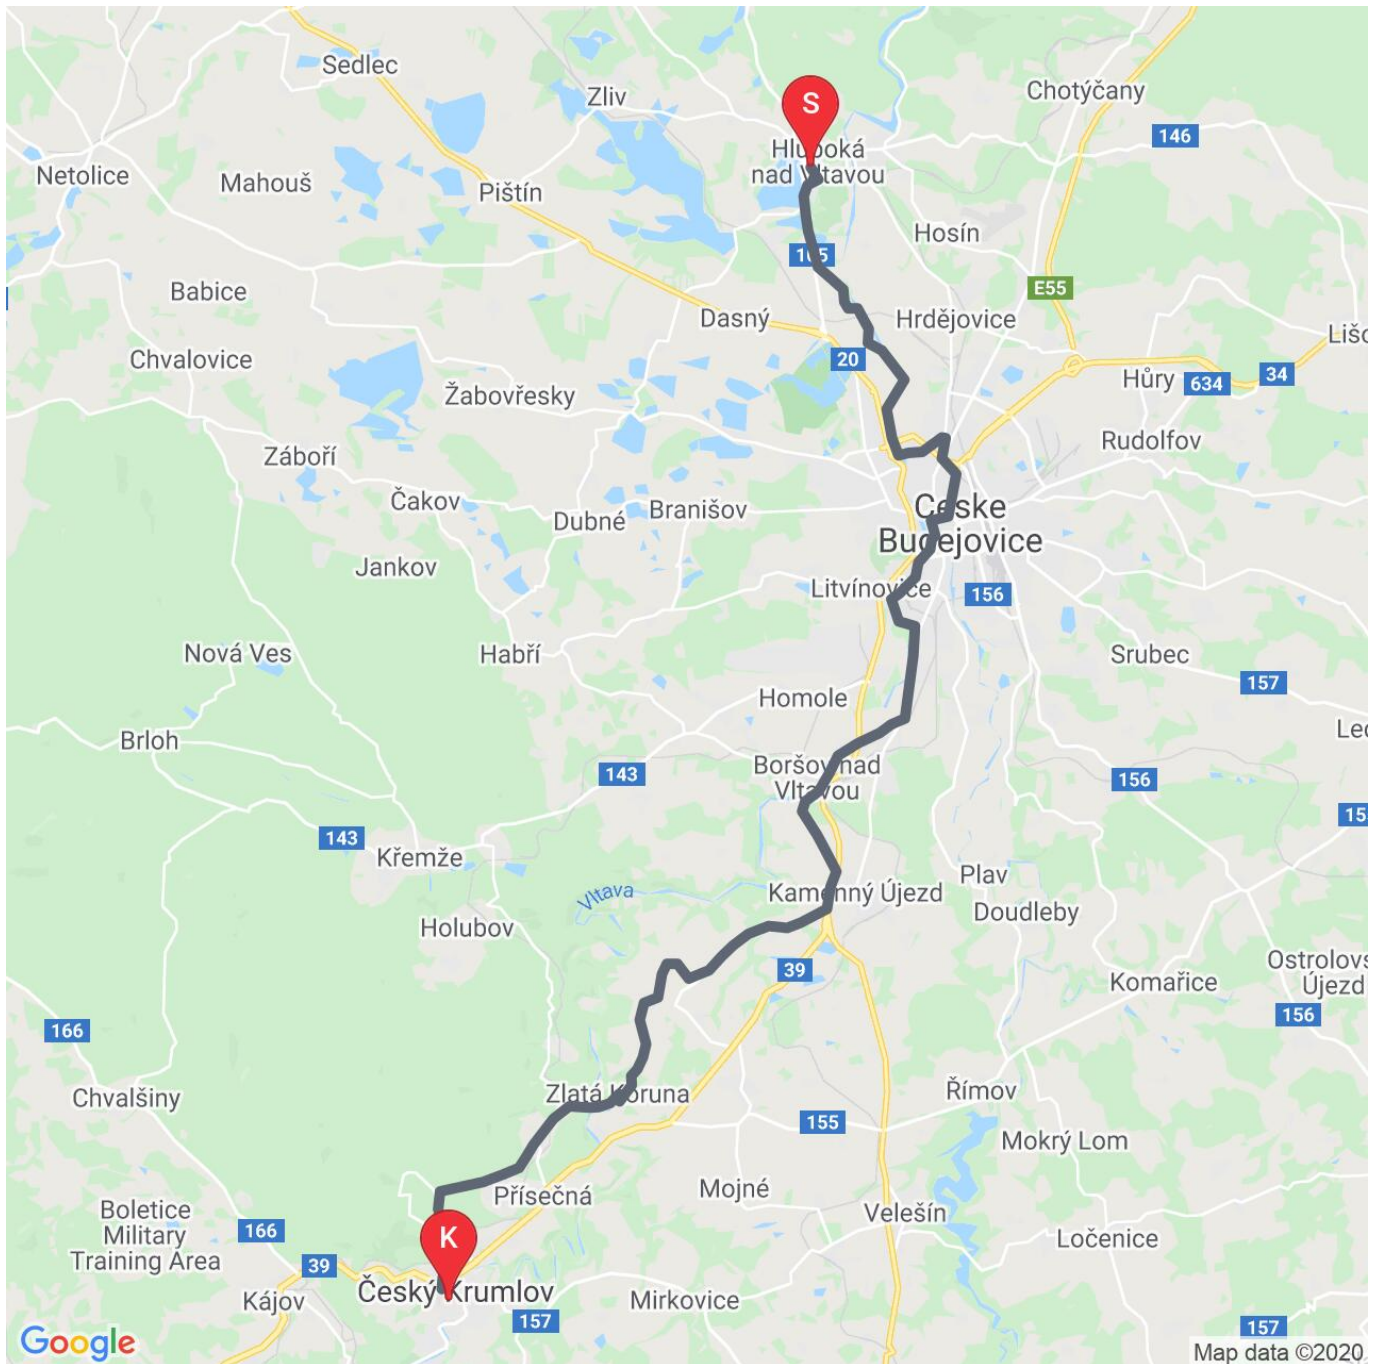 Sedlec
Zliv
S
Chotýčany
146
Hluboká
nad Vltavou
Netolice
Mahouš
Pištín
Hosín
105
E55
Babice
Dasný
Hrdějovice
Lišo
Chvalovice
20
Hůry
634
34
Žabovřesky
Rudolfov
Záboří
Čakov
Dubné
Branišov
Ceske
Budejovice
Jankov
Litvínovice
156
Nová Ves
Habří
Srubec
157
Homole
Brloh
Led
Boršov nad
Vltavou
143
156
143
Křemže
Plav
Vltava
Kamenný Újezd
Doudleby
Holubov
39
Komařice
Ostrolovs
Újezd
156
166
Chvalšiny
Zlatá Koruna
Římov
155
Mokrý Lom
Přísečná
Mojné
Boletice
Military
Training Area
166
K
Velešín
Ločenice
39
Kájov
Český Krumlov
Mirkovice
157
157
Google
Map data ©2020